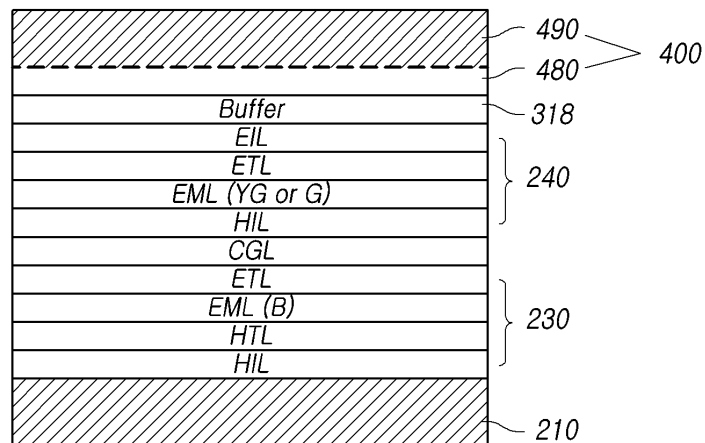 490
400
480
Buffer
318
EIL
ETL
240
EML (YG or G)
HIL
CGL
ETL
EML (B)
230
HTL
HIL
210